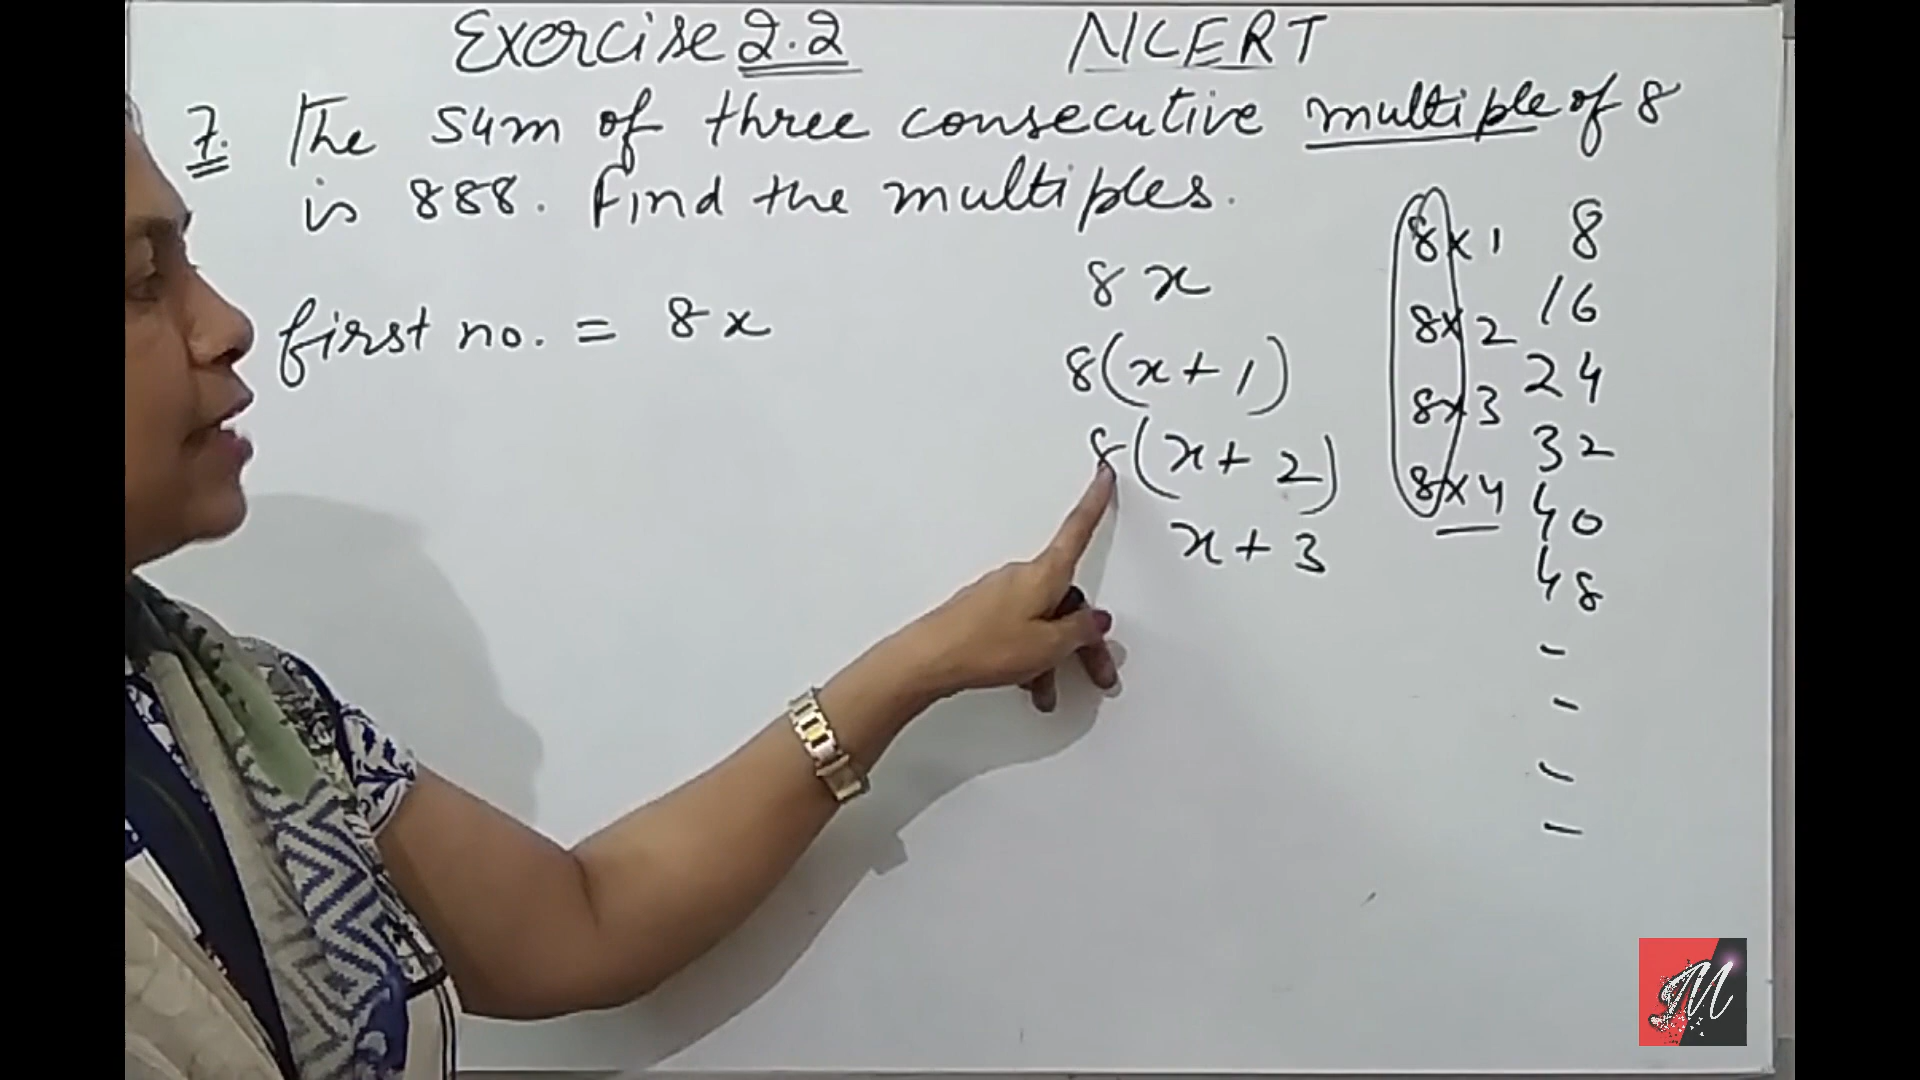 Exercise 2.2 NCERT
7. The sum of three consecutive multiple of 8
is 888. Find the multiples.
first no. = 8x
8x
8(x+1)
8(x+2)
x+3
8x1 8
8x2 16
8x3 24
8x4 32
40
48
-
-
-
-
M